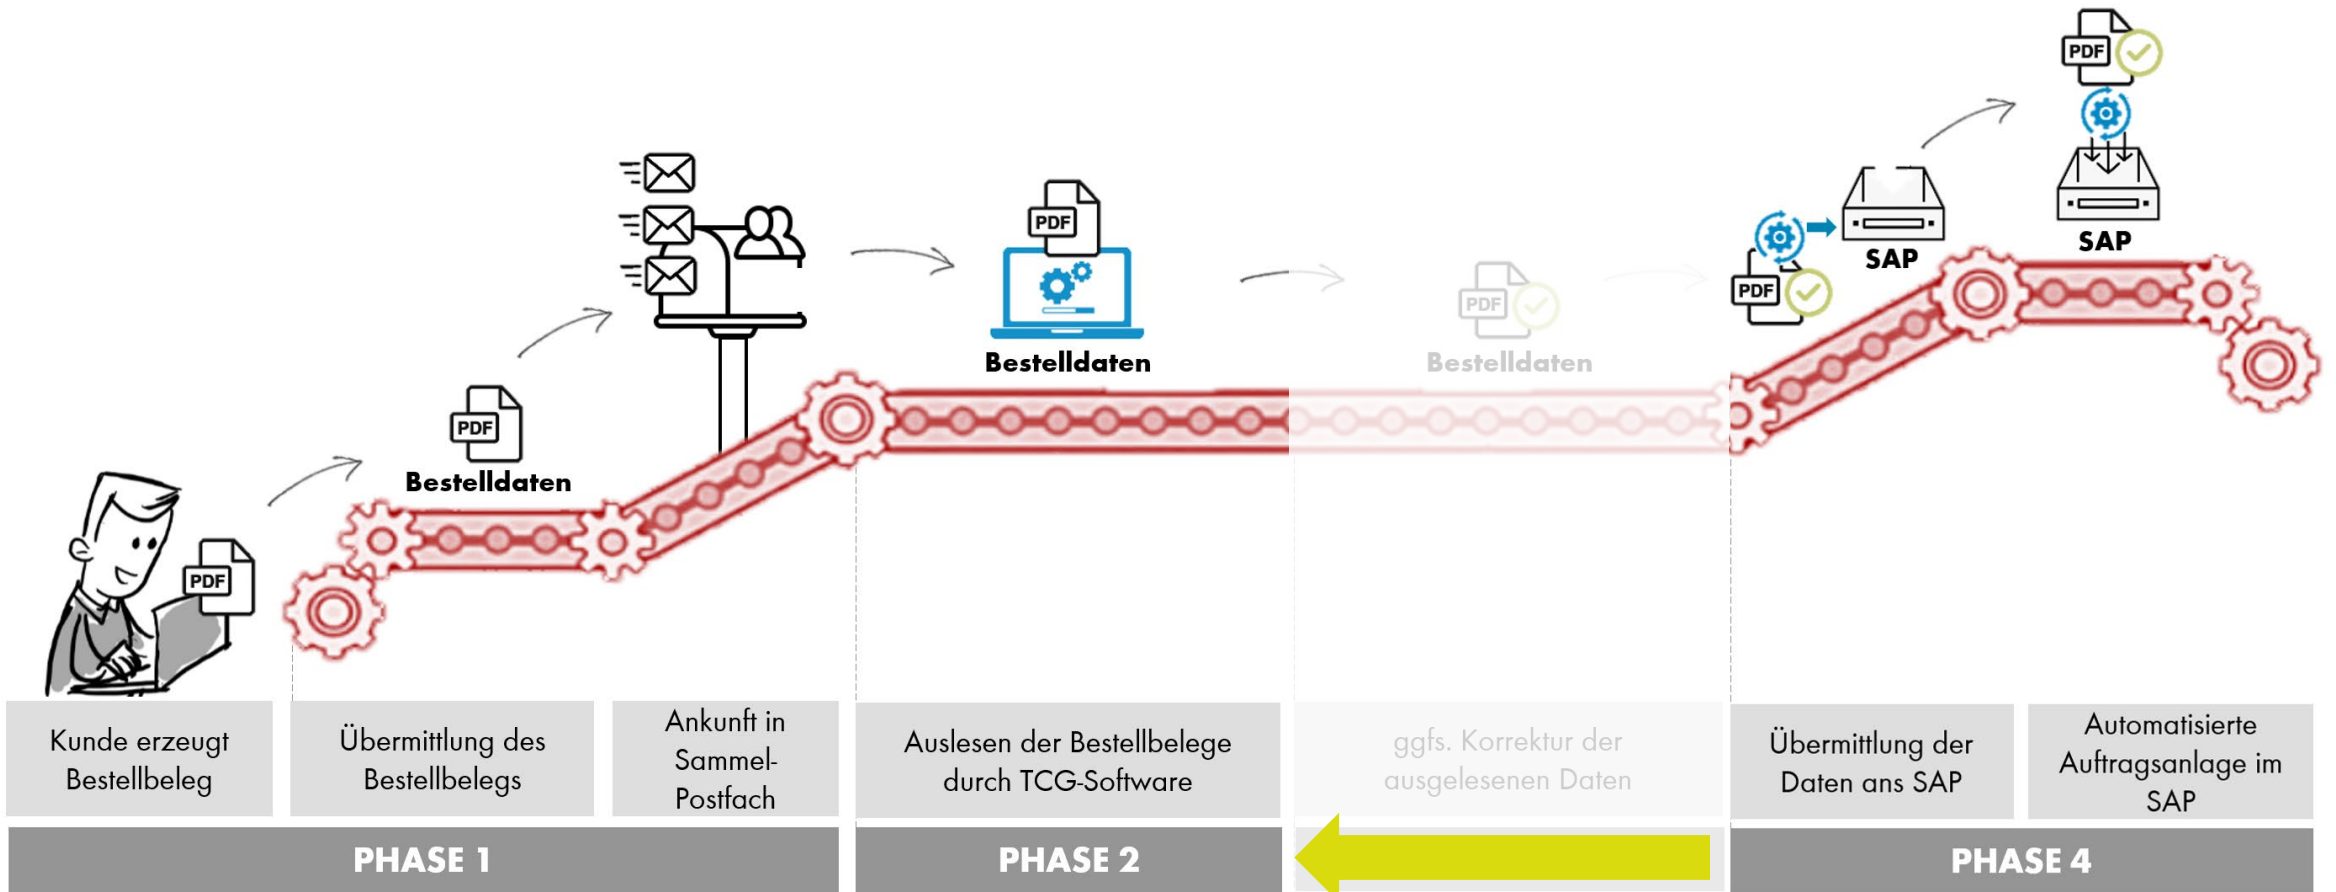 PDF
PDF
SAP
SAP
PDF
Bestelldaten
PDF
Bestelldaten
PDF
PDF
Bestelldaten
PDF
Kunde erzeugt
Bestellbeleg
Übermittlung des
Bestellbelegs
Ankunft in
Sammel-
Postfach
Auslesen der Bestellbelege
durch TCG-Software
ggfs. Korrektur der
ausgelesenen Daten
Übermittlung der
Daten ans SAP
Automatisierte
Auftragsanlage im
SAP
PHASE 1
PHASE 2
PHASE 4